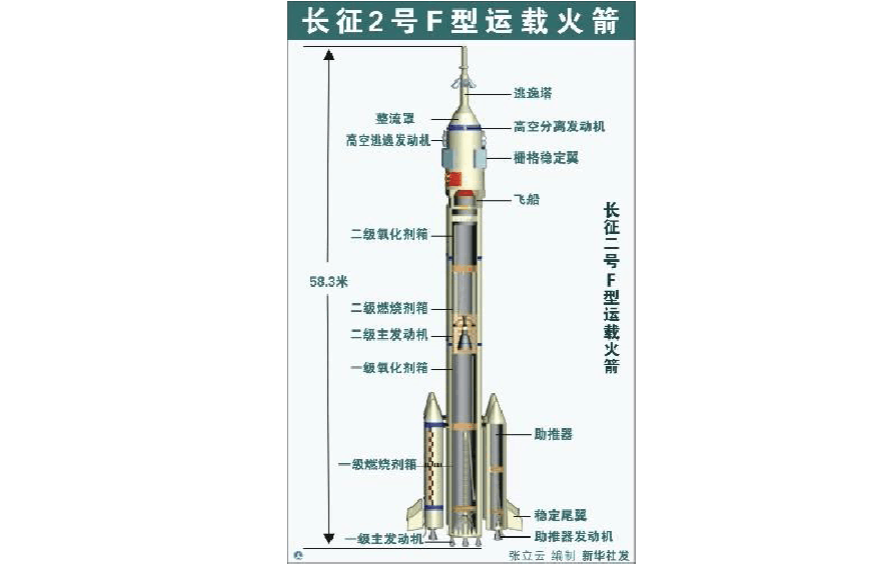 长征2号F型运载火箭
逃逸塔
整流罩
高空分离发动机
高空逃逸发动机
栅格稳定翼
飞船
二级氧化剂箱
58.3米
二级燃烧剂箱
二级主发动机
一级氧化剂箱
长征二号F型运载火箭
助推器
一级燃烧剂箱
稳定尾翼
助推器发动机
一级主发动机
张立云 编制 新华社发